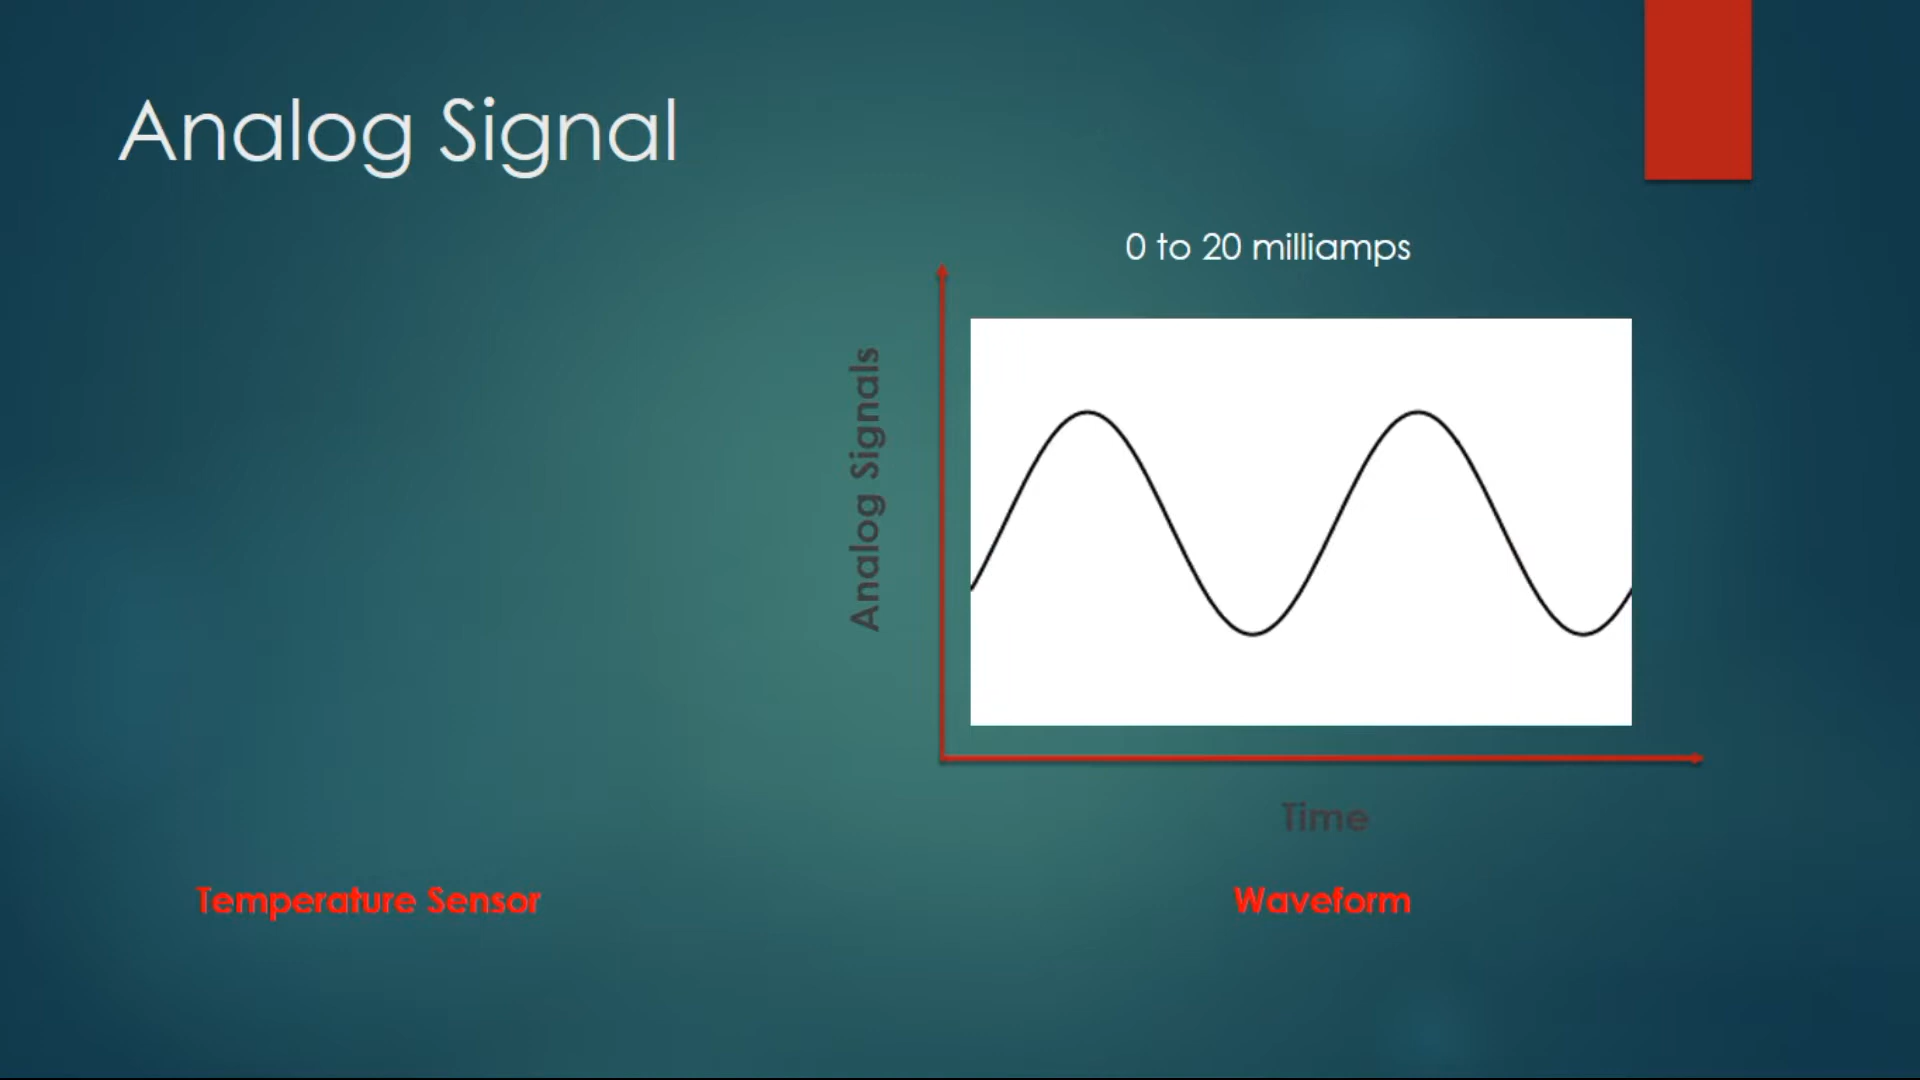 Analog Signal
0 to 20 milliamps
Analog Signals
Time
Temperature Sensor
Waveform